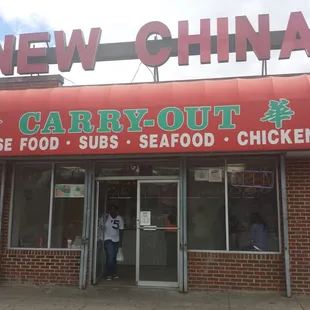 NEW CHINA
CARRY-OUT 華
SE FOOD · SUBS · SEAFOOD · CHICKEN